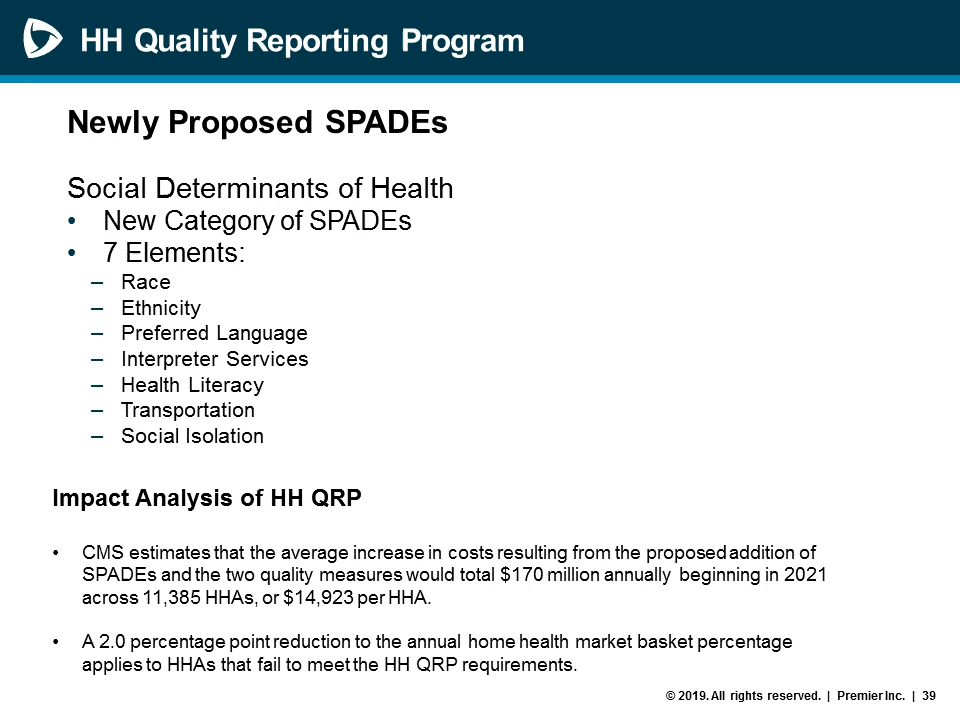 HH Quality Reporting Program
Newly Proposed SPADEs
Social Determinants of Health
• New Category of SPADEs
• 7 Elements:
– Race
– Ethnicity
– Preferred Language
– Interpreter Services
– Health Literacy
– Transportation
– Social Isolation
Impact Analysis of HH QRP
• CMS estimates that the average increase in costs resulting from the proposed addition of
SPADEs and the two quality measures would total $170 million annually beginning in 2021
across 11,385 HHAs, or $14,923 per HHA.
• A 2.0 percentage point reduction to the annual home health market basket percentage
applies to HHAs that fail to meet the HH QRP requirements.
© 2019. All rights reserved. | Premier Inc. | 39